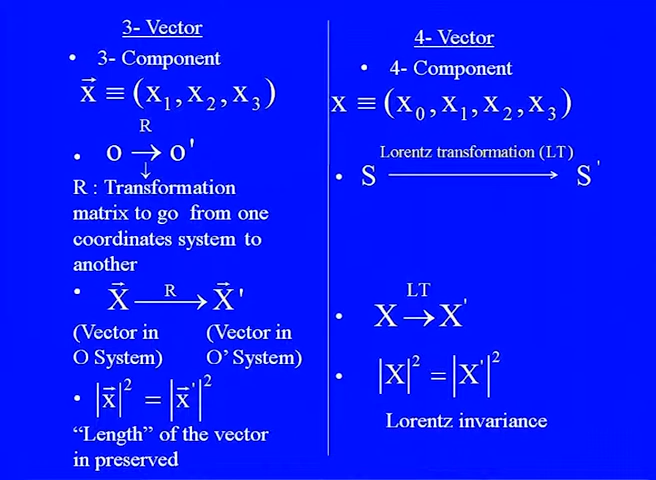 3- Vector
• 3- Component
x⃗ ≡ (x₁, x₂, x₃)
R
• o → o'
↓
R : Transformation
matrix to go from one
coordinates system to
another
R
• X⃗ → X⃗'
(Vector in (Vector in
O System) O' System)
• |x⃗|² = |x⃗'|²
“Length” of the vector
in preserved
4- Vector
• 4- Component
x ≡ (x₀, x₁, x₂, x₃)
Lorentz transformation (LT)
• S → S'
LT
• X → X'
• |X|² = |X'|²
Lorentz invariance